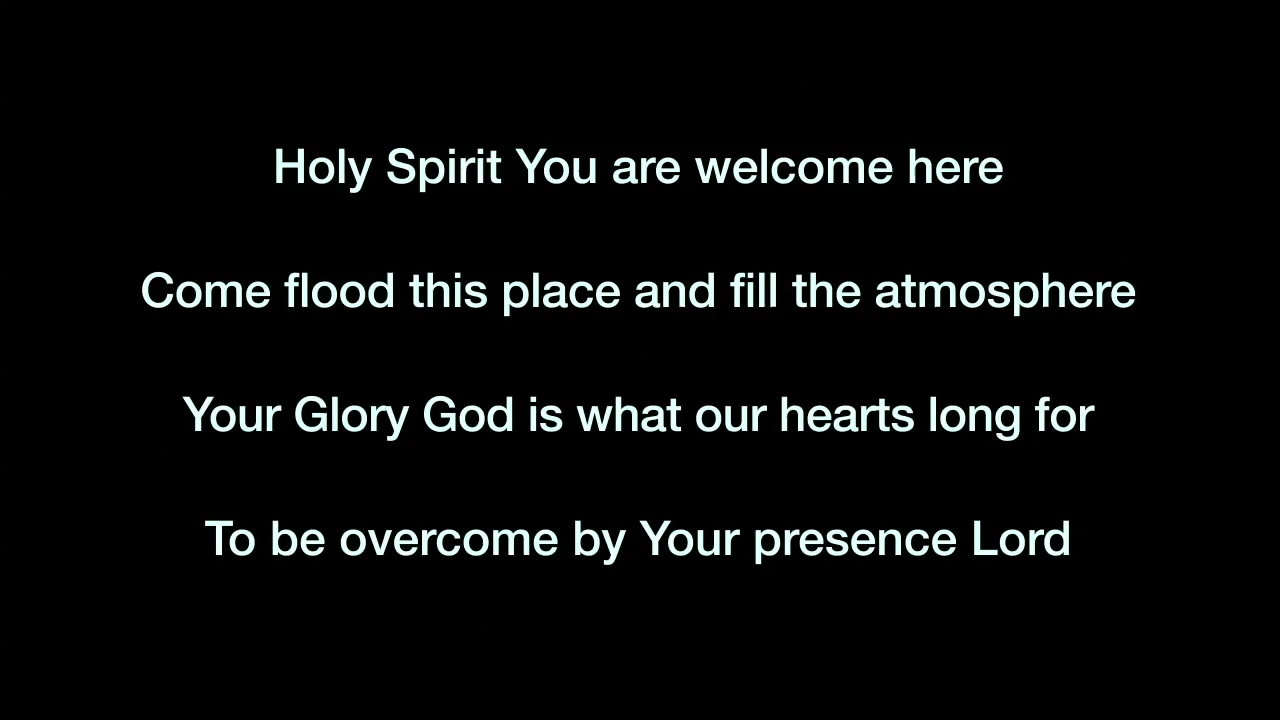 Holy Spirit You are welcome here
Come flood this place and fill the atmosphere
Your Glory God is what our hearts long for
To be overcome by Your presence Lord